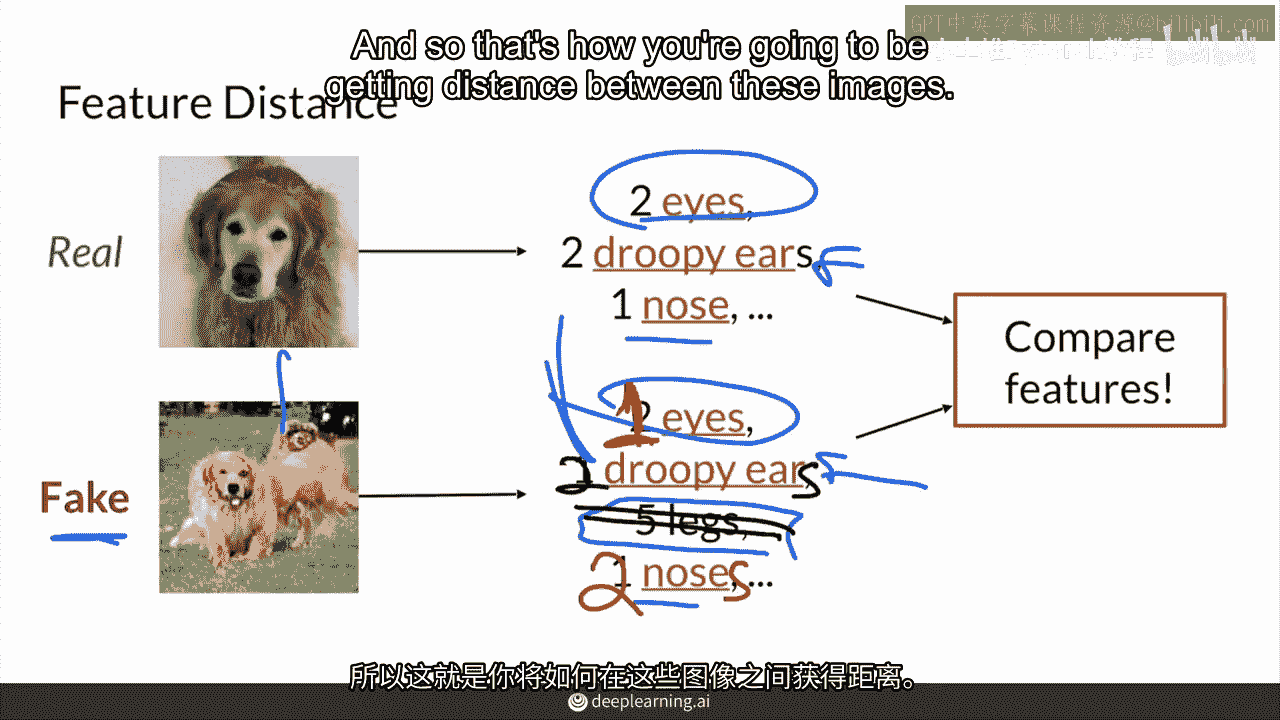 GPT中英字幕课程资源@bilibili.com
And so that's how you're going to be
getting distance between these images.
Feature Distance
Real
2 eyes,
2 droopy ears,
1 nose, ...
Compare
features!
Fake
1 eyes,
2 droopy ears
5 legs,
2 noses, ...
所以这就是你将如何在这些图像之间获得距离。
deeplearning.ai